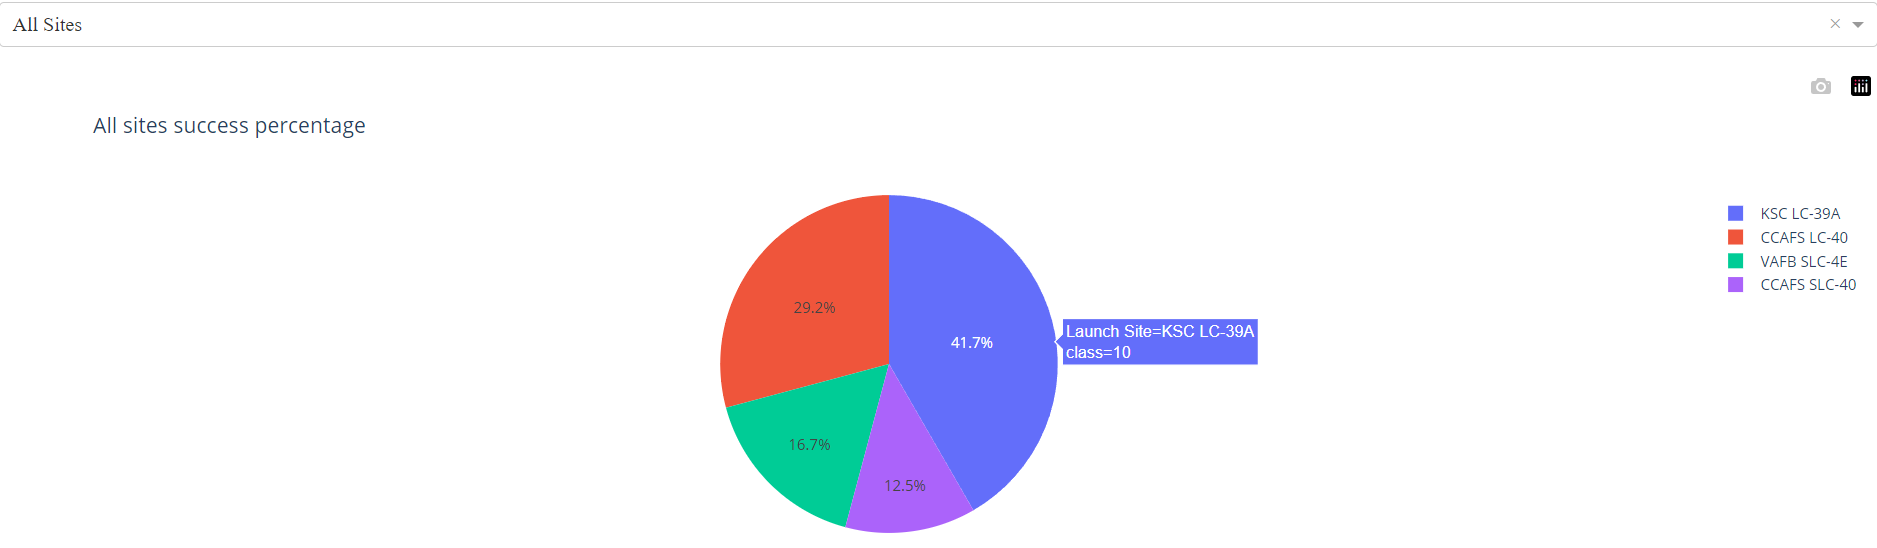 All Sites
All sites success percentage
KSC LC-39A
CCAFS LC-40
VAFB SLC-4E
CCAFS SLC-40
29.2%
41.7%
Launch Site=KSC LC-39A
class=10
16.7%
12.5%